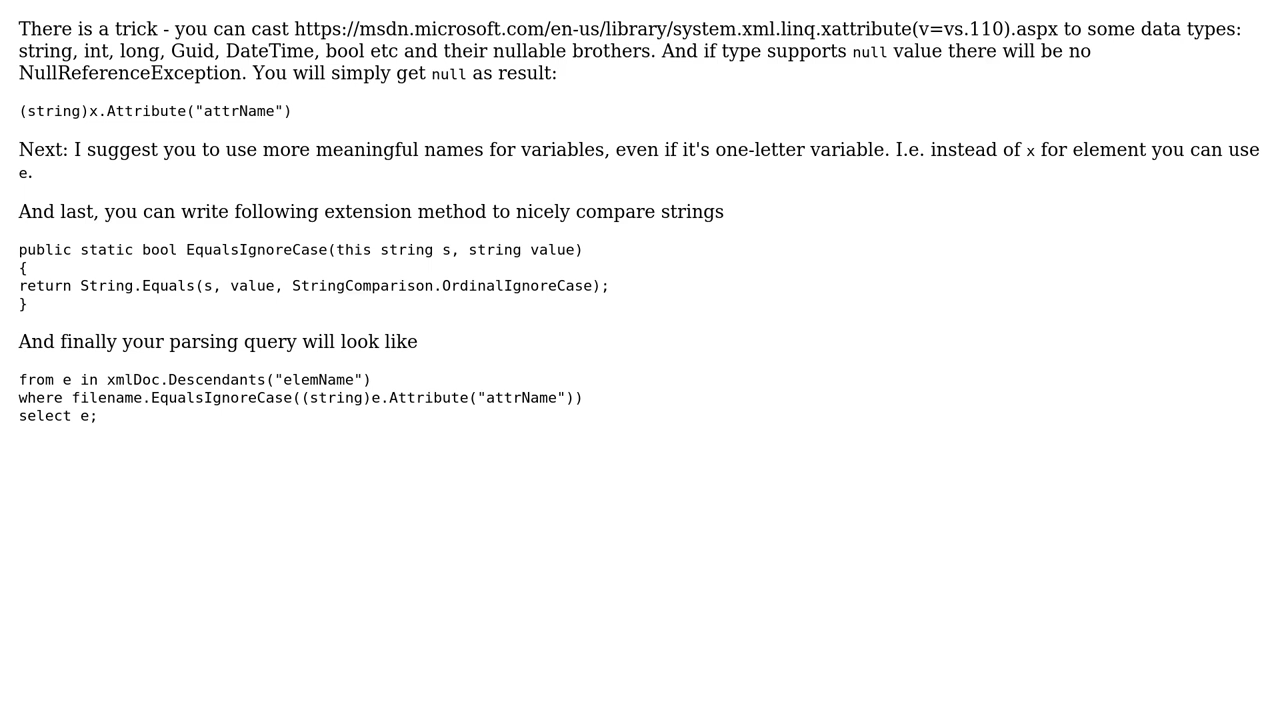 There is a trick - you can cast https://msdn.microsoft.com/en-us/library/system.xml.linq.xattribute(v=vs.110).aspx to some data types:
string, int, long, Guid, DateTime, bool etc and their nullable brothers. And if type supports null value there will be no
NullReferenceException. You will simply get null as result:
(string)x.Attribute("attrName")
Next: I suggest you to use more meaningful names for variables, even if it's one-letter variable. I.e. instead of x for element you can use
e.
And last, you can write following extension method to nicely compare strings
public static bool EqualsIgnoreCase(this string s, string value)
{
return String.Equals(s, value, StringComparison.OrdinalIgnoreCase);
}
And finally your parsing query will look like
from e in xmlDoc.Descendants("elemName")
where filename.EqualsIgnoreCase((string)e.Attribute("attrName"))
select e;